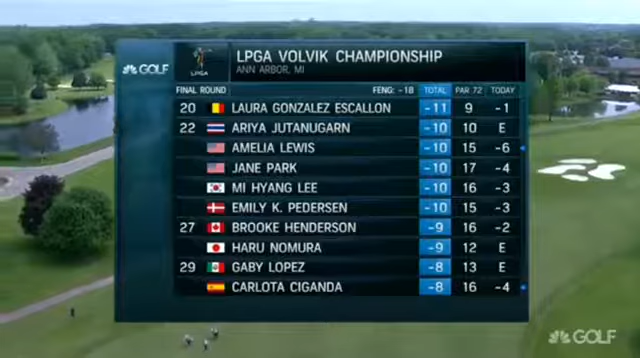 LPGA VOLVIK CHAMPIONSHIP
ANN ARBOR, MI
GOLF
LPGA
FINAL ROUND FENG: -18 TOTAL PAR 72 TODAY
20 LAURA GONZALEZ ESCALLON -11 9 -1
22 ARIYA JUTANUGARN -10 10 E
AMELIA LEWIS -10 15 -6
JANE PARK -10 17 -4
MI HYANG LEE -10 16 -3
EMILY K. PEDERSEN -10 15 -3
27 BROOKE HENDERSON -9 16 -2
HARU NOMURA -9 12 E
29 GABY LOPEZ -8 13 E
CARLOTA CIGANDA -8 16 -4
GOLF